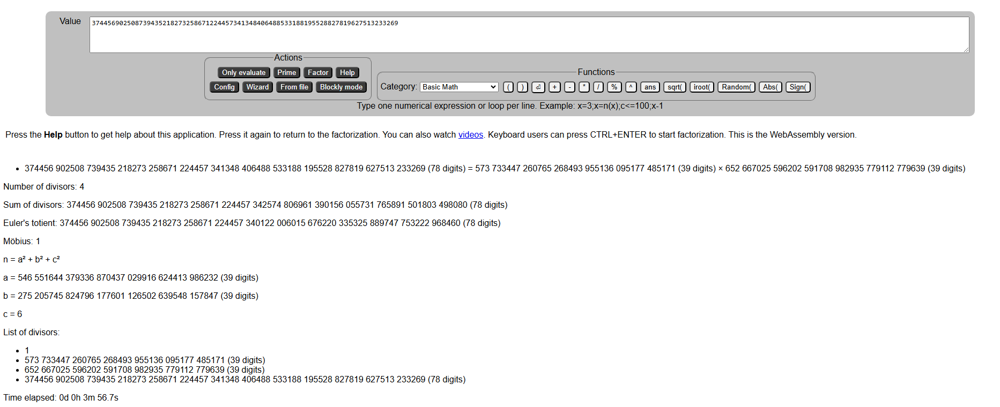 Value 374456902508739435218273258671224457341348406488533188195528827819627513233269
Actions
Only evaluate Prime Factor Help
Config Wizard From file Blockly mode
Functions
Category: Basic Math ( ) ⏎ + - * / % ^ ans sqrt( iroot( Random( Abs( Sign(
Type one numerical expression or loop per line. Example: x=3;x=n(x);c<=100;x-1
Press the Help button to get help about this application. Press it again to return to the factorization. You can also watch videos. Keyboard users can press CTRL+ENTER to start factorization. This is the WebAssembly version.
• 374456 902508 739435 218273 258671 224457 341348 406488 533188 195528 827819 627513 233269 (78 digits) = 573 733447 260765 268493 955136 095177 485171 (39 digits) × 652 667025 596202 591708 982935 779112 779639 (39 digits)
Number of divisors: 4
Sum of divisors: 374456 902508 739435 218273 258671 224457 342574 806961 390156 055731 765891 501803 498080 (78 digits)
Euler's totient: 374456 902508 739435 218273 258671 224457 340122 006015 676220 335325 889747 753222 968460 (78 digits)
Möbius: 1
n = a² + b² + c²
a = 546 551644 379336 870437 029916 624413 986232 (39 digits)
b = 275 205745 824796 177601 126502 639548 157847 (39 digits)
c = 6
List of divisors:
• 1
• 573 733447 260765 268493 955136 095177 485171 (39 digits)
• 652 667025 596202 591708 982935 779112 779639 (39 digits)
• 374456 902508 739435 218273 258671 224457 341348 406488 533188 195528 827819 627513 233269 (78 digits)
Time elapsed: 0d 0h 3m 56.7s